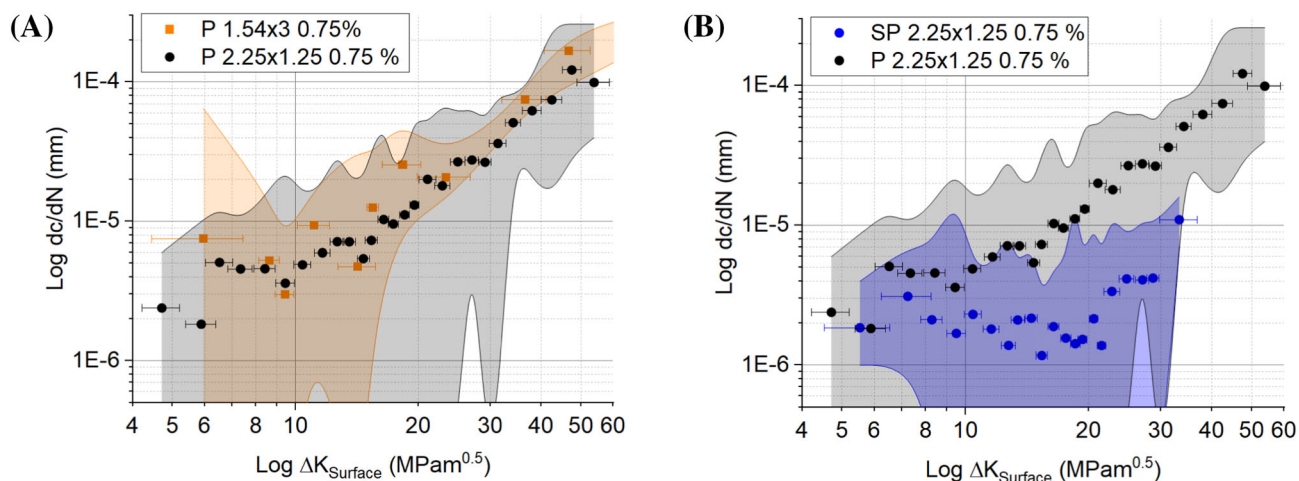 (A)
P 1.54x3 0.75%
P 2.25x1.25 0.75 %
Log dc/dN (mm)
1E-4
1E-5
1E-6
4 5 6 8 10 20 30 40 50 60
Log ΔK_Surface (MPam^0.5)
(B)
SP 2.25x1.25 0.75 %
P 2.25x1.25 0.75 %
Log dc/dN (mm)
1E-4
1E-5
1E-6
4 5 6 8 10 20 30 40 50 60
Log ΔK_Surface (MPam^0.5)